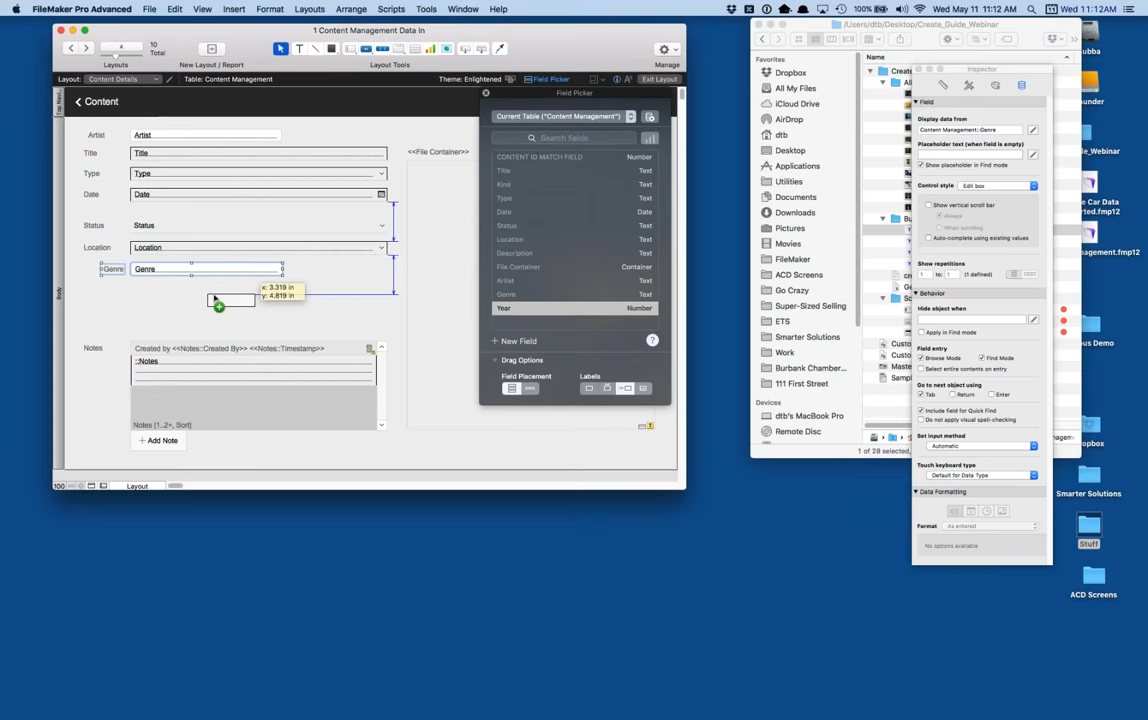 FileMaker Pro Advanced File Edit View Insert Format Layouts Arrange Scripts Tools Window Help
100% Wed May 11 11:12 AM 11 Wed 11:12AM
1 Content Management Data In
4
10
Total
Layouts
New Layout / Report
Layout Tools
Manage
Layout: Content Details
Table: Content Management
Theme: Enlightened
Field Picker
Exit Layout
Top Navi
Content
Artist Artist
Title Title
Type Type
Date Date
Status Status
Location Location
Genre Genre
<<File Container>>
x: 3.319 in
y: 4.819 in
Body
Notes
Created by <<Notes::Created By>> <<Notes::Timestamp>>
::Notes
Notes [1..2+, Sort]
+ Add Note
100
Layout
Field Picker
Current Table ("Content Management")
Search fields
CONTENT ID MATCH FIELD Number
Title Text
Kind Text
Type Text
Date Date
Status Text
Location Text
Description Text
File Container Container
Artist Text
Genre Text
Year Number
+ New Field
?
Drag Options
Field Placement
Labels
/Users/dtb/Desktop/Create_Guide_Webinar
Favorites
Dropbox
All My Files
iCloud Drive
AirDrop
dtb
Desktop
Applications
Utilities
Documents
Downloads
Pictures
Movies
FileMaker
ACD Screens
Go Crazy
Super-Sized Selling
ETS
Smarter Solutions
Work
Burbank Chamber...
111 First Street
Devices
dtb's MacBook Pro
Remote Disc
Name
1 of 28 selected,
Inspector
Field
Display data from
Content Management::Genre
Placeholder text (when field is empty)
Show placeholder in Find mode
Control style Edit box
Show vertical scroll bar
Always
When scrolling
Auto-complete using existing values
Show repetitions
1 to: 1 (1 defined)
Behavior
Hide object when
Apply in Find mode
Field entry
Browse Mode Find Mode
Select entire contents on entry
Go to next object using
Tab Return Enter
Include field for Quick Find
Do not apply visual spell-checking
Set input method
Automatic
Touch keyboard type
Default for Data Type
Data Formatting
Format As entered
No options available
Smarter Solutions
Stuff
ACD Screens